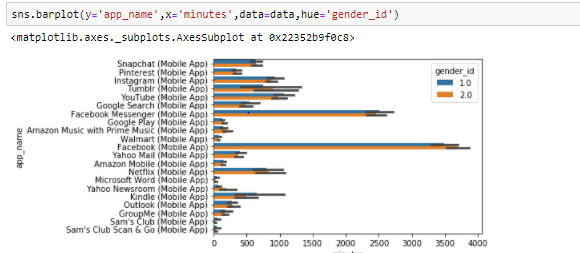 sns.barplot(y='app_name',x='minutes',data=data,hue='gender_id')
<matplotlib.axes._subplots.AxesSubplot at 0x22352b9f0c8>
app_name
Snapchat (Mobile App)
Pinterest (Mobile App)
Instagram (Mobile App)
Tumblr (Mobile App)
YouTube (Mobile App)
Google Search (Mobile App)
Facebook Messenger (Mobile App)
Google Play (Mobile App)
Amazon Music with Prime Music (Mobile App)
Walmart (Mobile App)
Facebook (Mobile App)
Yahoo Mail (Mobile App)
Amazon Mobile (Mobile App)
Netflix (Mobile App)
Microsoft Word (Mobile App)
Yahoo Newsroom (Mobile App)
Kindle (Mobile App)
Outlook (Mobile App)
GroupMe (Mobile App)
Sam's Club (Mobile App)
Sam's Club Scan & Go (Mobile App)
gender_id
1.0
2.0
0 500 1000 1500 2000 2500 3000 3500 4000